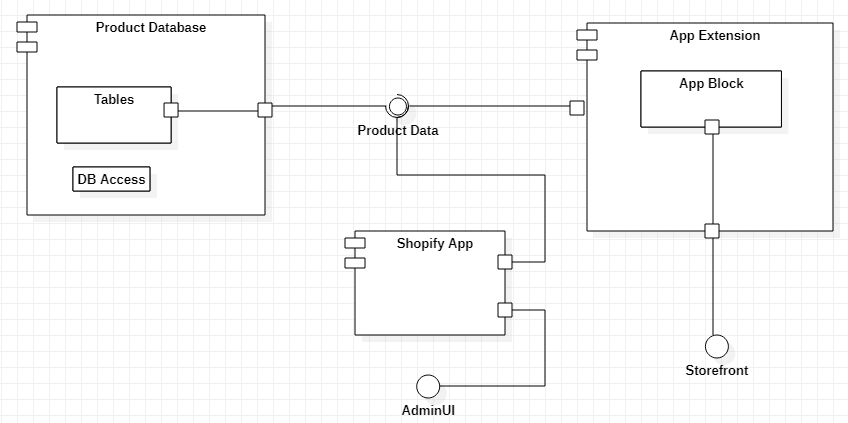 Product Database
Tables
DB Access
Product Data
App Extension
App Block
Shopify App
AdminUI
Storefront